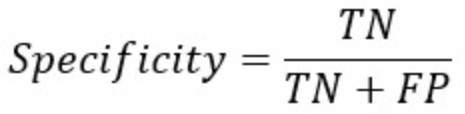 Specificity = TN / TN + FP